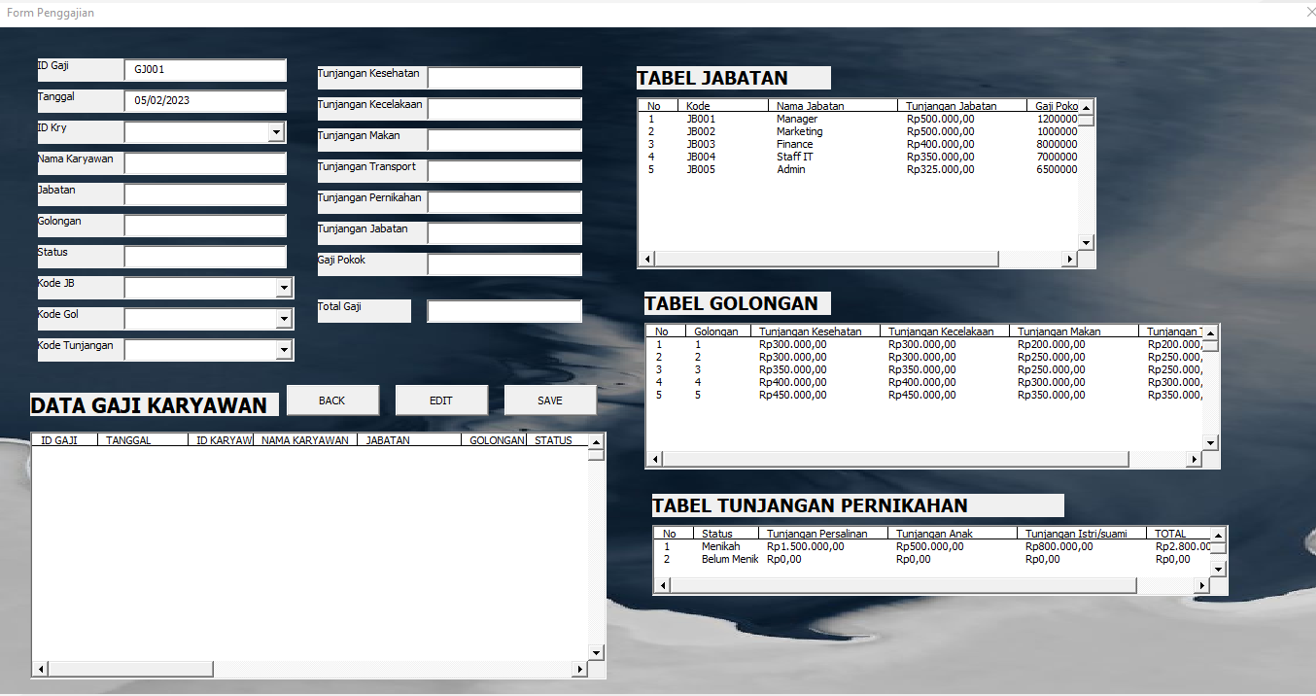 Form Penggajian
ID Gaji GJ001
Tanggal 05/02/2023
ID Kry
Nama Karyawan
Jabatan
Golongan
Status
Kode JB
Kode Gol
Kode Tunjangan
Tunjangan Kesehatan
Tunjangan Kecelakaan
Tunjangan Makan
Tunjangan Transport
Tunjangan Pernikahan
Tunjangan Jabatan
Gaji Pokok
Total Gaji
BACK EDIT SAVE
DATA GAJI KARYAWAN
ID GAJI TANGGAL ID KARYAW NAMA KARYAWAN JABATAN GOLONGAN STATUS
TABEL JABATAN
No Kode Nama Jabatan Tunjangan Jabatan Gaji Poko
1 JB001 Manager Rp500.000,00 1200000
2 JB002 Marketing Rp500.000,00 1000000
3 JB003 Finance Rp400.000,00 8000000
4 JB004 Staff IT Rp350.000,00 7000000
5 JB005 Admin Rp325.000,00 6500000
TABEL GOLONGAN
No Golongan Tunjangan Kesehatan Tunjangan Kecelakaan Tunjangan Makan Tunjangan T
1 1 Rp300.000,00 Rp300.000,00 Rp200.000,00 Rp200.000,
2 2 Rp300.000,00 Rp300.000,00 Rp250.000,00 Rp250.000,
3 3 Rp350.000,00 Rp350.000,00 Rp250.000,00 Rp250.000,
4 4 Rp400.000,00 Rp400.000,00 Rp300.000,00 Rp300.000,
5 5 Rp450.000,00 Rp450.000,00 Rp350.000,00 Rp350.000,
TABEL TUNJANGAN PERNIKAHAN
No Status Tunjangan Persalinan Tunjangan Anak Tunjangan Istri/suami TOTAL
1 Menikah Rp1.500.000,00 Rp500.000,00 Rp800.000,00 Rp2.800.00
2 Belum Menik Rp0,00 Rp0,00 Rp0,00 Rp0,00